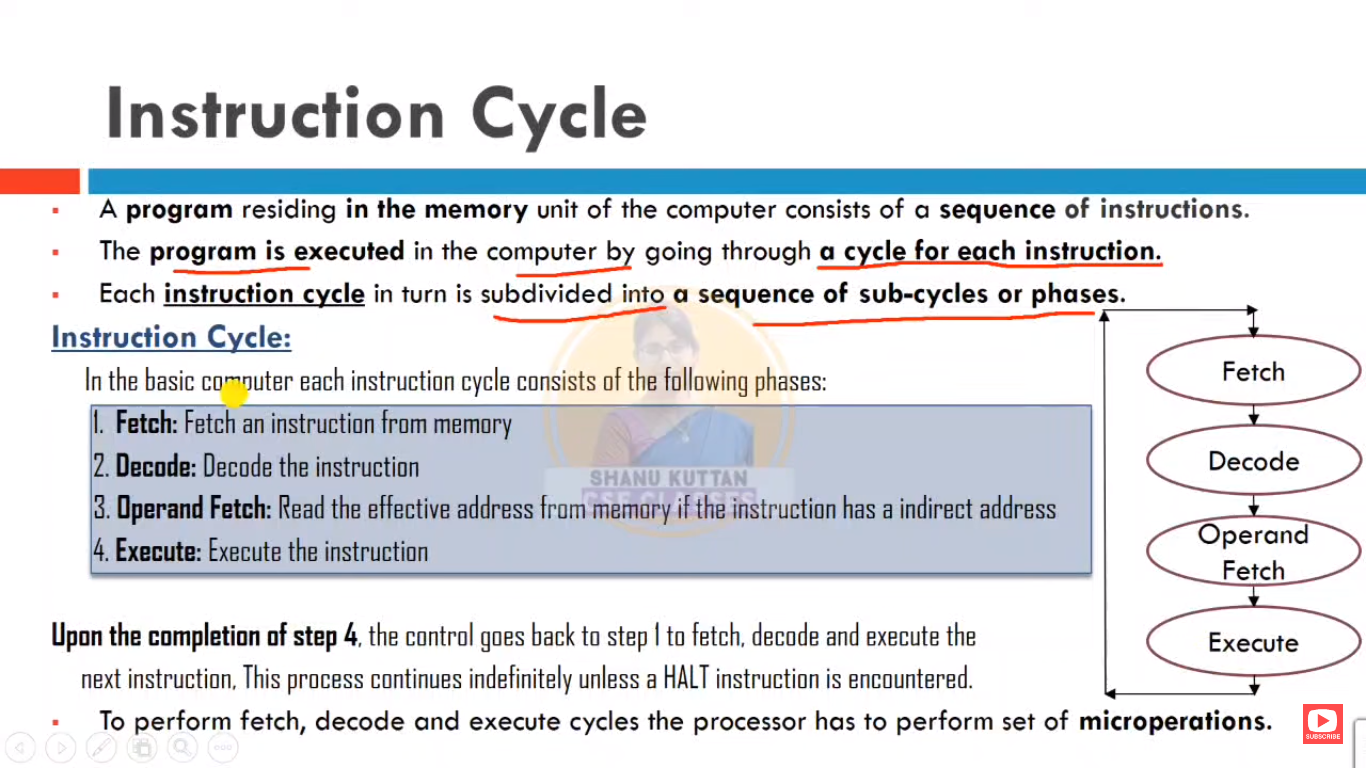 Instruction Cycle
▪ A program residing in the memory unit of the computer consists of a sequence of instructions.
▪ The program is executed in the computer by going through a cycle for each instruction.
▪ Each instruction cycle in turn is subdivided into a sequence of sub-cycles or phases.
Instruction Cycle:
In the basic computer each instruction cycle consists of the following phases:
1. Fetch: Fetch an instruction from memory
2. Decode: Decode the instruction
3. Operand Fetch: Read the effective address from memory if the instruction has a indirect address
4. Execute: Execute the instruction
SHANU KUTTAN
CSE CLASSES
Fetch
Decode
Operand
Fetch
Execute
Upon the completion of step 4, the control goes back to step 1 to fetch, decode and execute the
next instruction, This process continues indefinitely unless a HALT instruction is encountered.
▪ To perform fetch, decode and execute cycles the processor has to perform set of microperations.
SUBSCRIBE